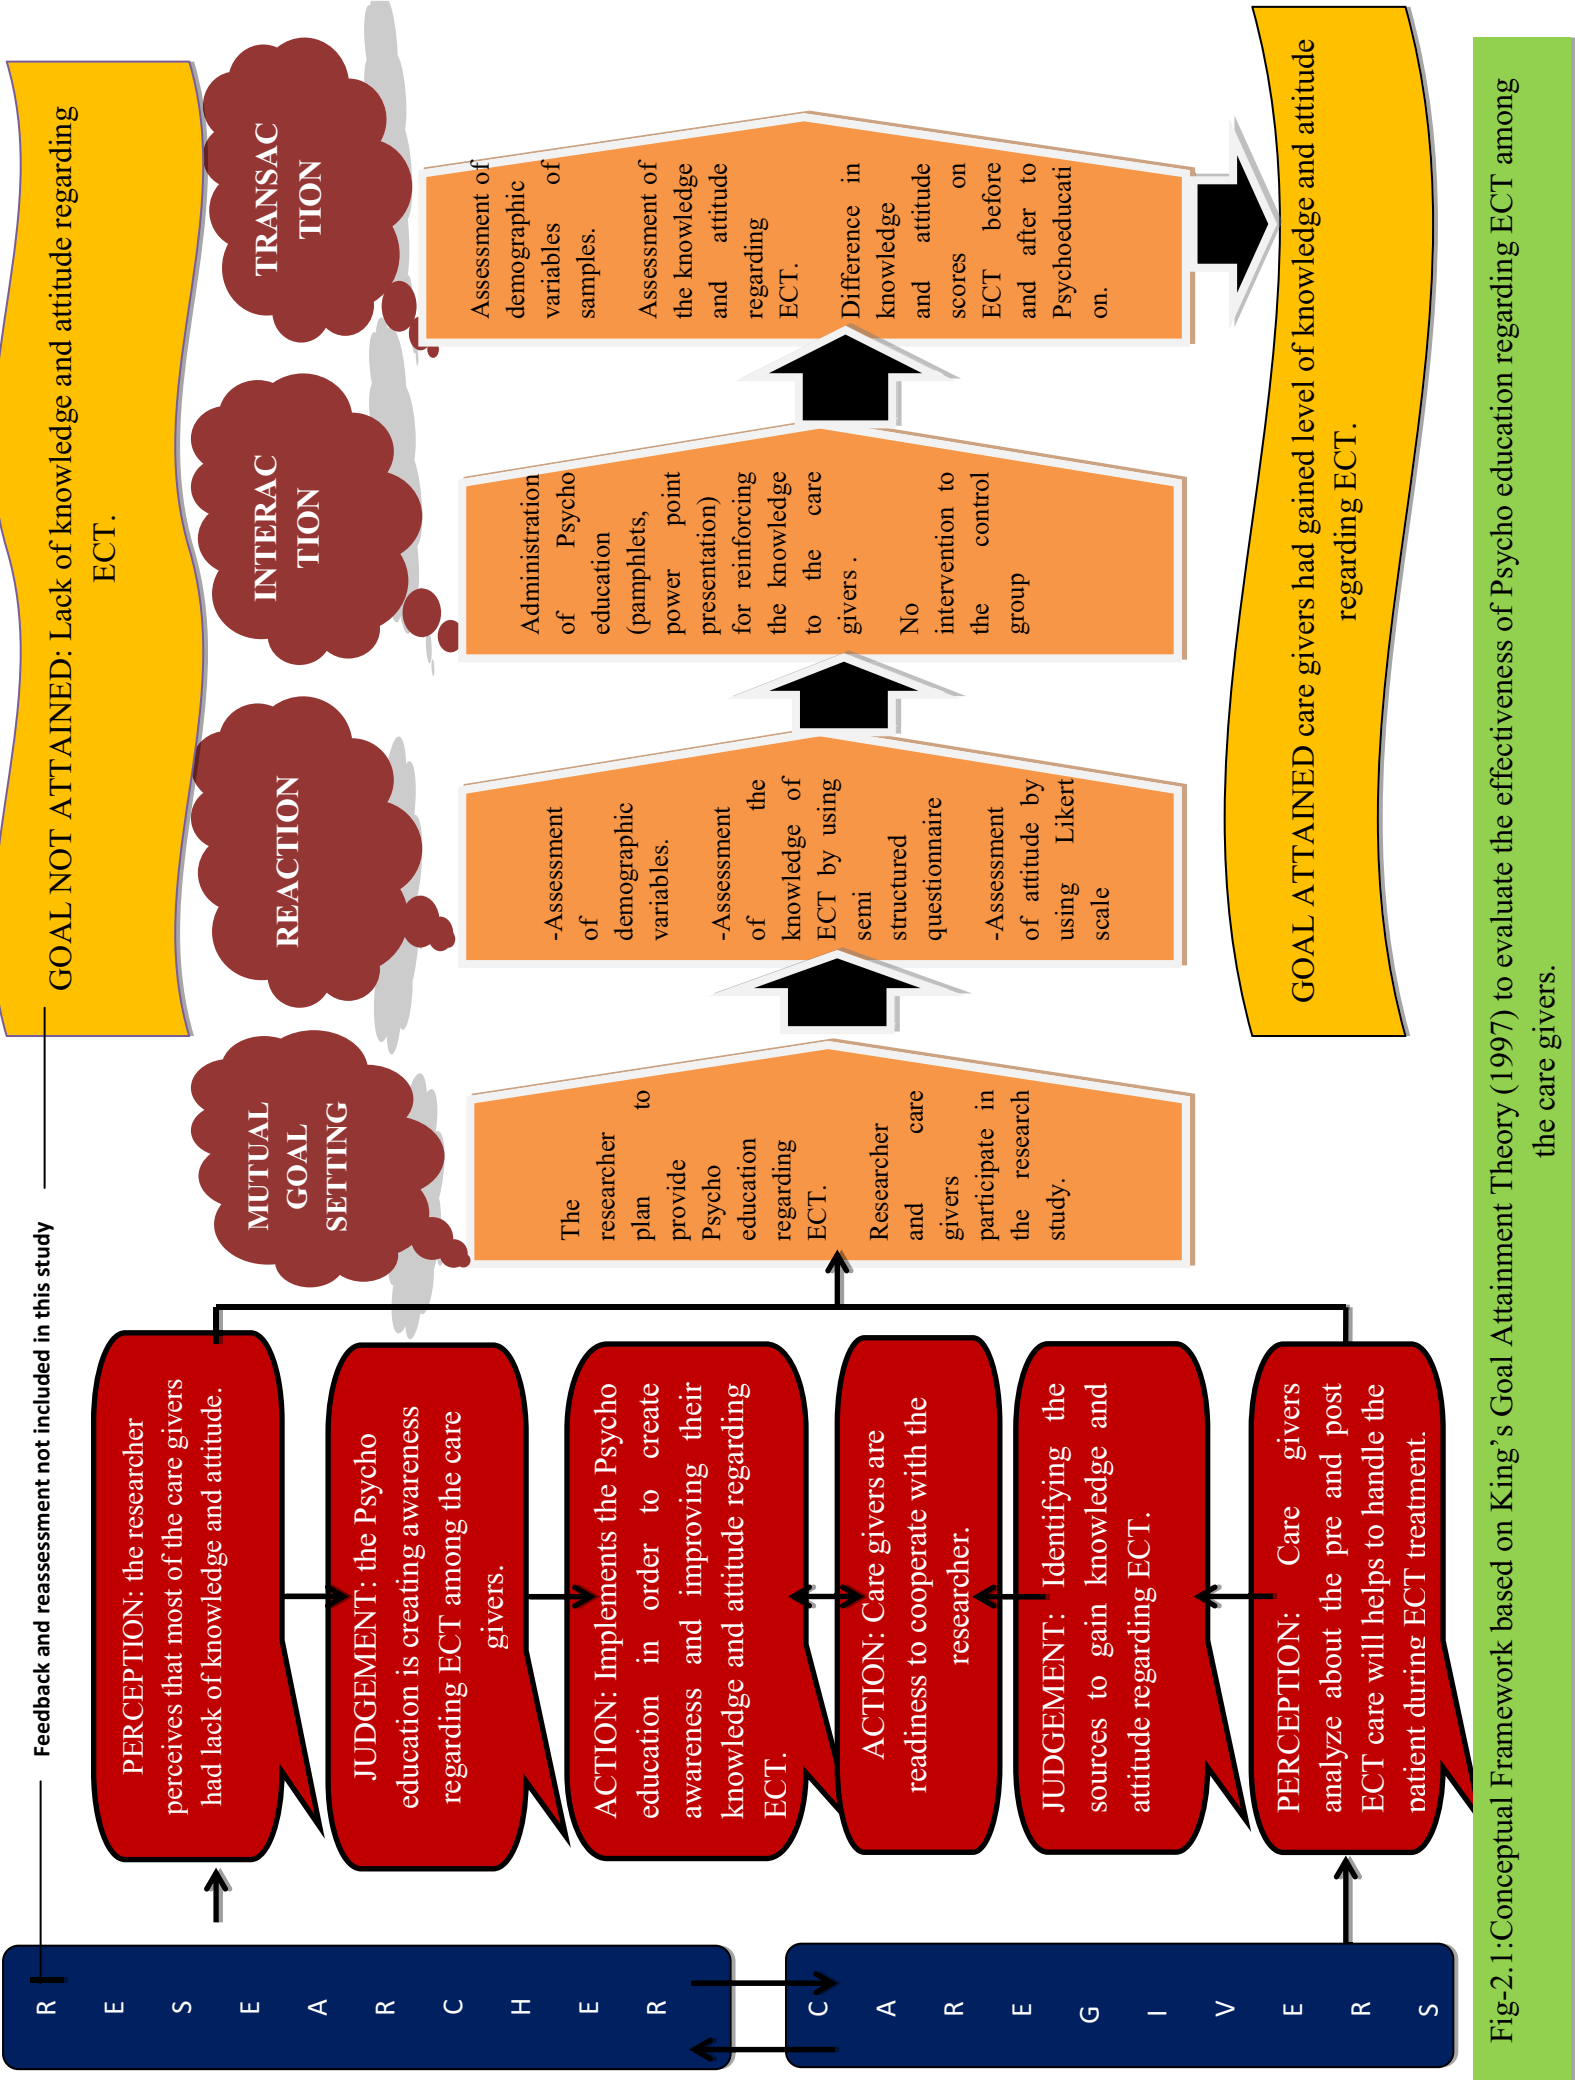 GOAL NOT ATTAINED: Lack of knowledge and attitude regarding
ECT.
Feedback and reassessment not included in this study
R
E
S
E
A
R
C
H
E
R
C
A
R
E
G
I
V
E
R
S
PERCEPTION: the researcher
perceives that most of the care givers
had lack of knowledge and attitude.
JUDGEMENT: the Psycho
education is creating awareness
regarding ECT among the care
givers.
ACTION: Implements the Psycho
education in order to create
awareness and improving their
knowledge and attitude regarding
ECT.
ACTION: Care givers are
readiness to cooperate with the
researcher.
JUDGEMENT: Identifying the
sources to gain knowledge and
attitude regarding ECT.
PERCEPTION: Care givers
analyze about the pre and post
ECT care will helps to handle the
patient during ECT treatment.
MUTUAL
GOAL
SETTING
The
researcher
plan to
provide
Psycho
education
regarding
ECT.
Researcher
and care
givers
participate in
the research
study.
REACTION
-Assessment
of
demographic
variables.
-Assessment
of the
knowledge of
ECT by using
semi
structured
questionnaire
-Assessment
of attitude by
using Likert
scale
INTERAC
TION
Administration
of Psycho
education
(pamphlets,
power point
presentation)
for reinforcing
the knowledge
to the care
givers .
No
intervention to
the control
group
TRANSAC
TION
Assessment of
demographic
variables of
samples.
Assessment of
the knowledge
and attitude
regarding
ECT.
Difference in
knowledge
and attitude
scores on
ECT before
and after to
Psychoeducati
on.
GOAL ATTAINED care givers had gained level of knowledge and attitude
regarding ECT.
Fig-2.1:Conceptual Framework based on King’s Goal Attainment Theory (1997) to evaluate the effectiveness of Psycho education regarding ECT among
the care givers.